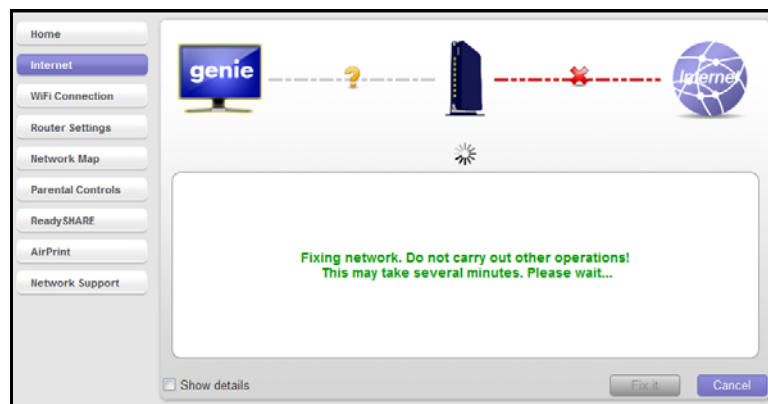 Home
Internet
WiFi Connection
Router Settings
Network Map
Parental Controls
ReadySHARE
AirPrint
Network Support
genie
?
Internet
Fixing network. Do not carry out other operations!
This may take several minutes. Please wait...
Show details
Fix it
Cancel